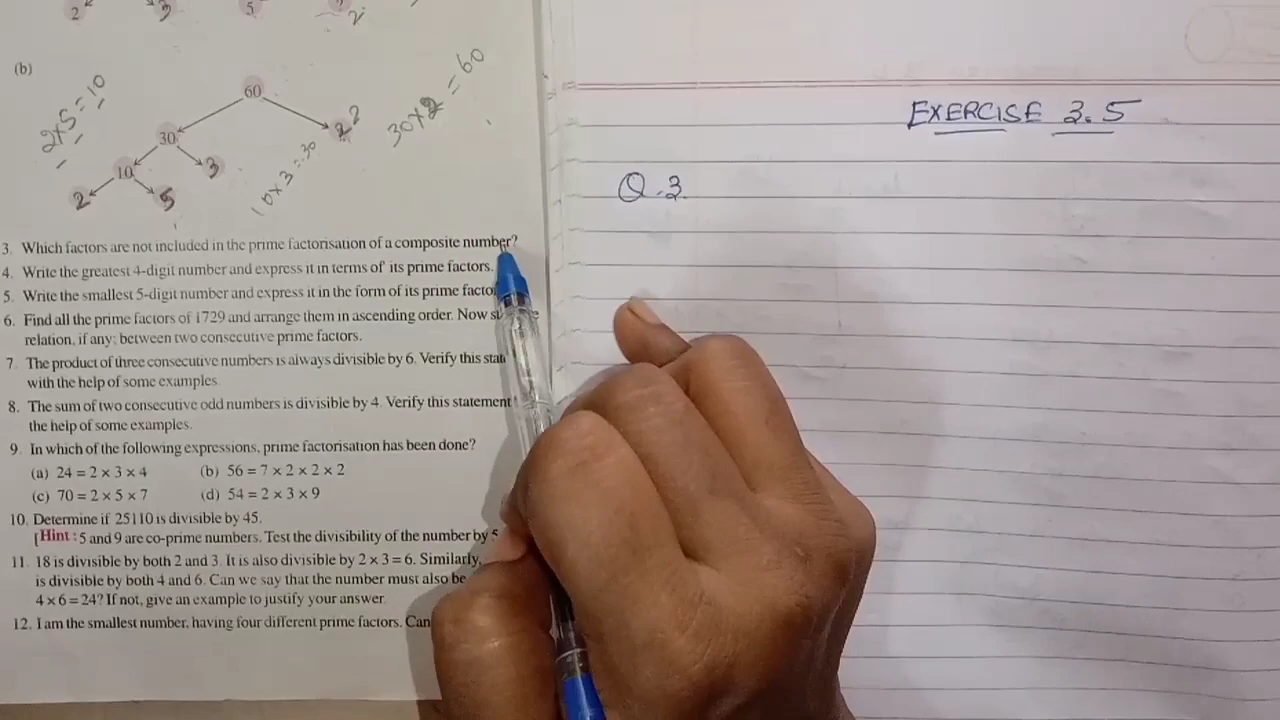 2 3 5 2 2
(b)
2×5=10
60
30×2=60
30
2 2
10×3=30
10
3
2
5
EXERCISE 3.5
Q.3.
3. Which factors are not included in the prime factorisation of a composite number?
4. Write the greatest 4-digit number and express it in terms of its prime factors.
5. Write the smallest 5-digit number and express it in the form of its prime
6. Find all the prime factors of 1729 and arrange them in ascending order. Now
relation, if any; between two consecutive prime factors.
7. The product of three consecutive numbers is always divisible by 6. Verify this
with the help of some examples.
8. The sum of two consecutive odd numbers is divisible by 4. Verify this statement
the help of some examples.
9. In which of the following expressions, prime factorisation has been done?
(a) 24 = 2 × 3 × 4 (b) 56 = 7 × 2 × 2 × 2
(c) 70 = 2 × 5 × 7 (d) 54 = 2 × 3 × 9
10. Determine if 25110 is divisible by 45.
[Hint : 5 and 9 are co-prime numbers. Test the divisibility of the number by 5
11. 18 is divisible by both 2 and 3. It is also divisible by 2 × 3 = 6. Similarly,
is divisible by both 4 and 6. Can we say that the number must also be
4 × 6 = 24? If not, give an example to justify your answer.
12. I am the smallest number, having four different prime factors. Can